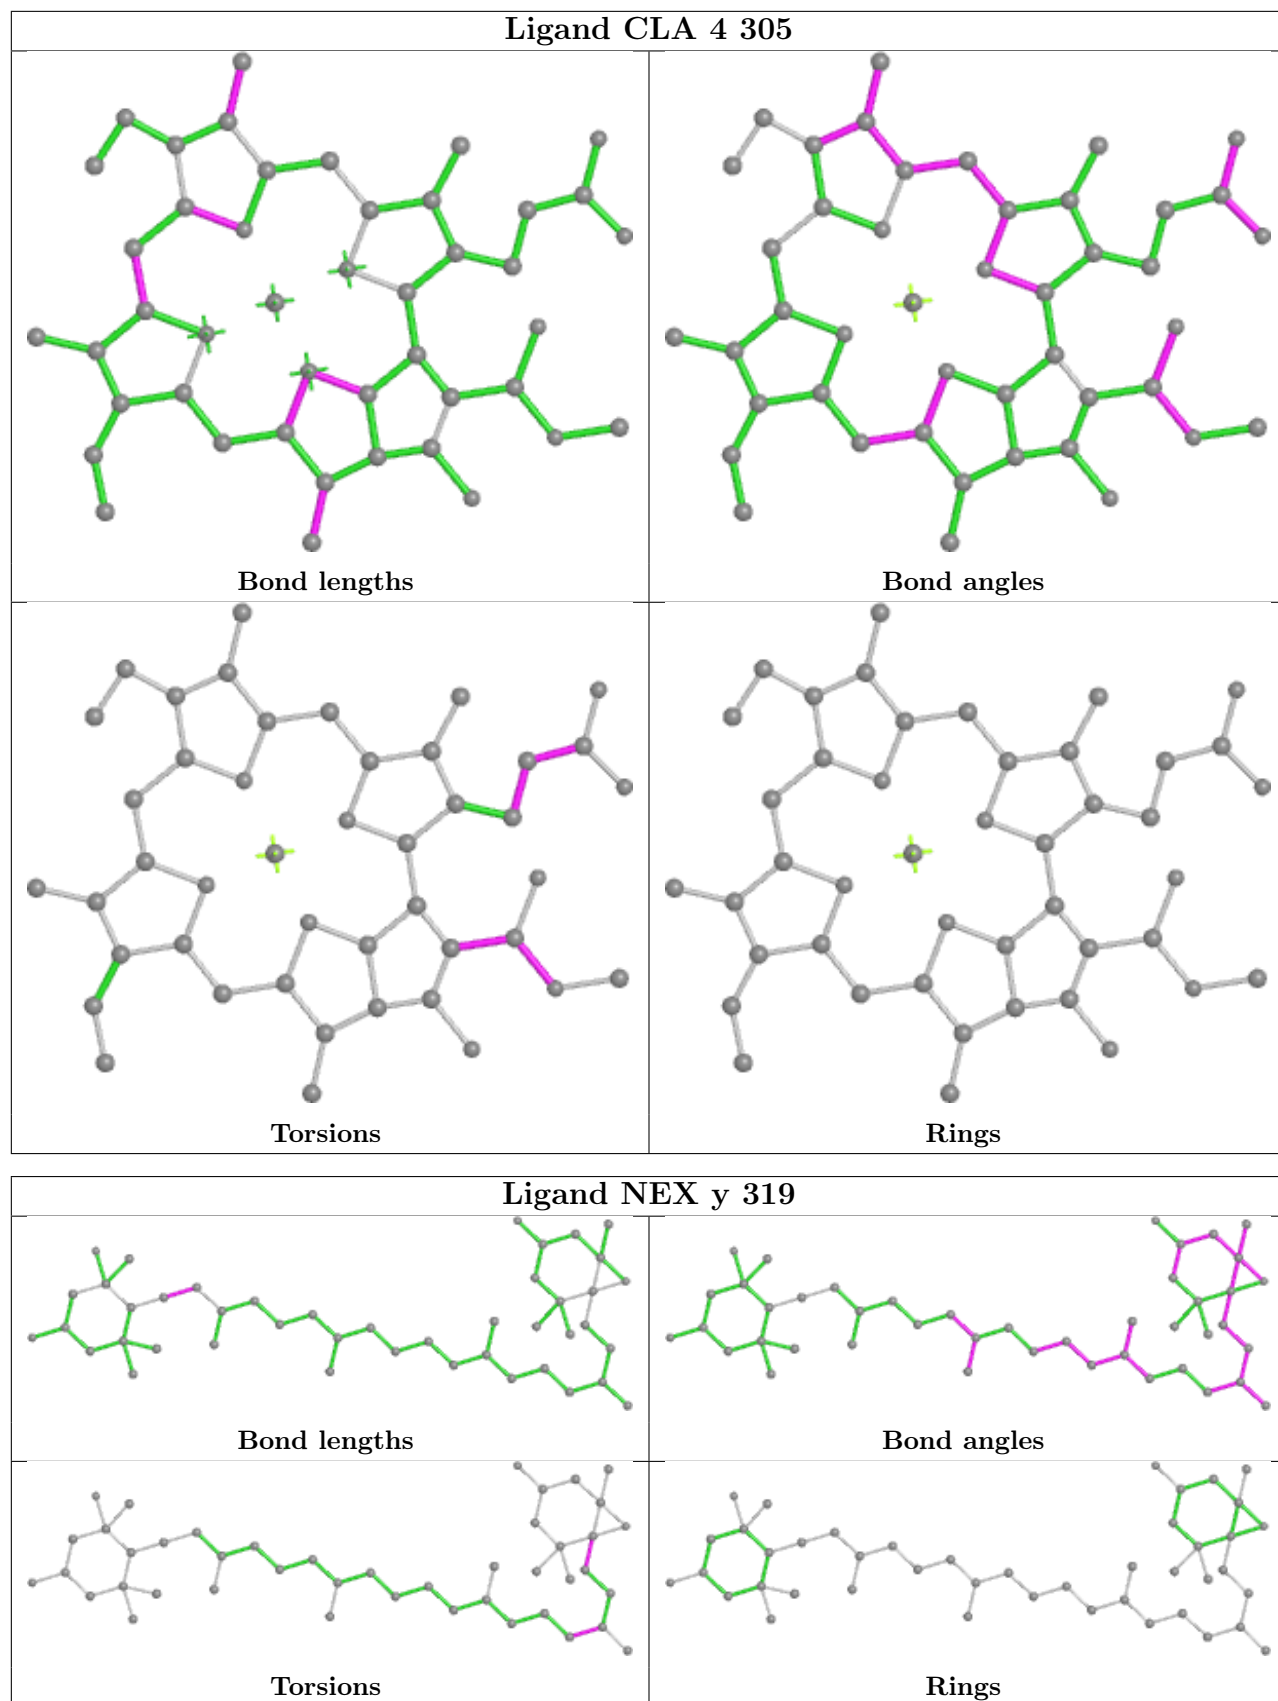 Ligand CLA 4 305
Bond lengths
Bond angles
Torsions
Rings
Ligand NEX y 319
Bond lengths
Bond angles
Torsions
Rings